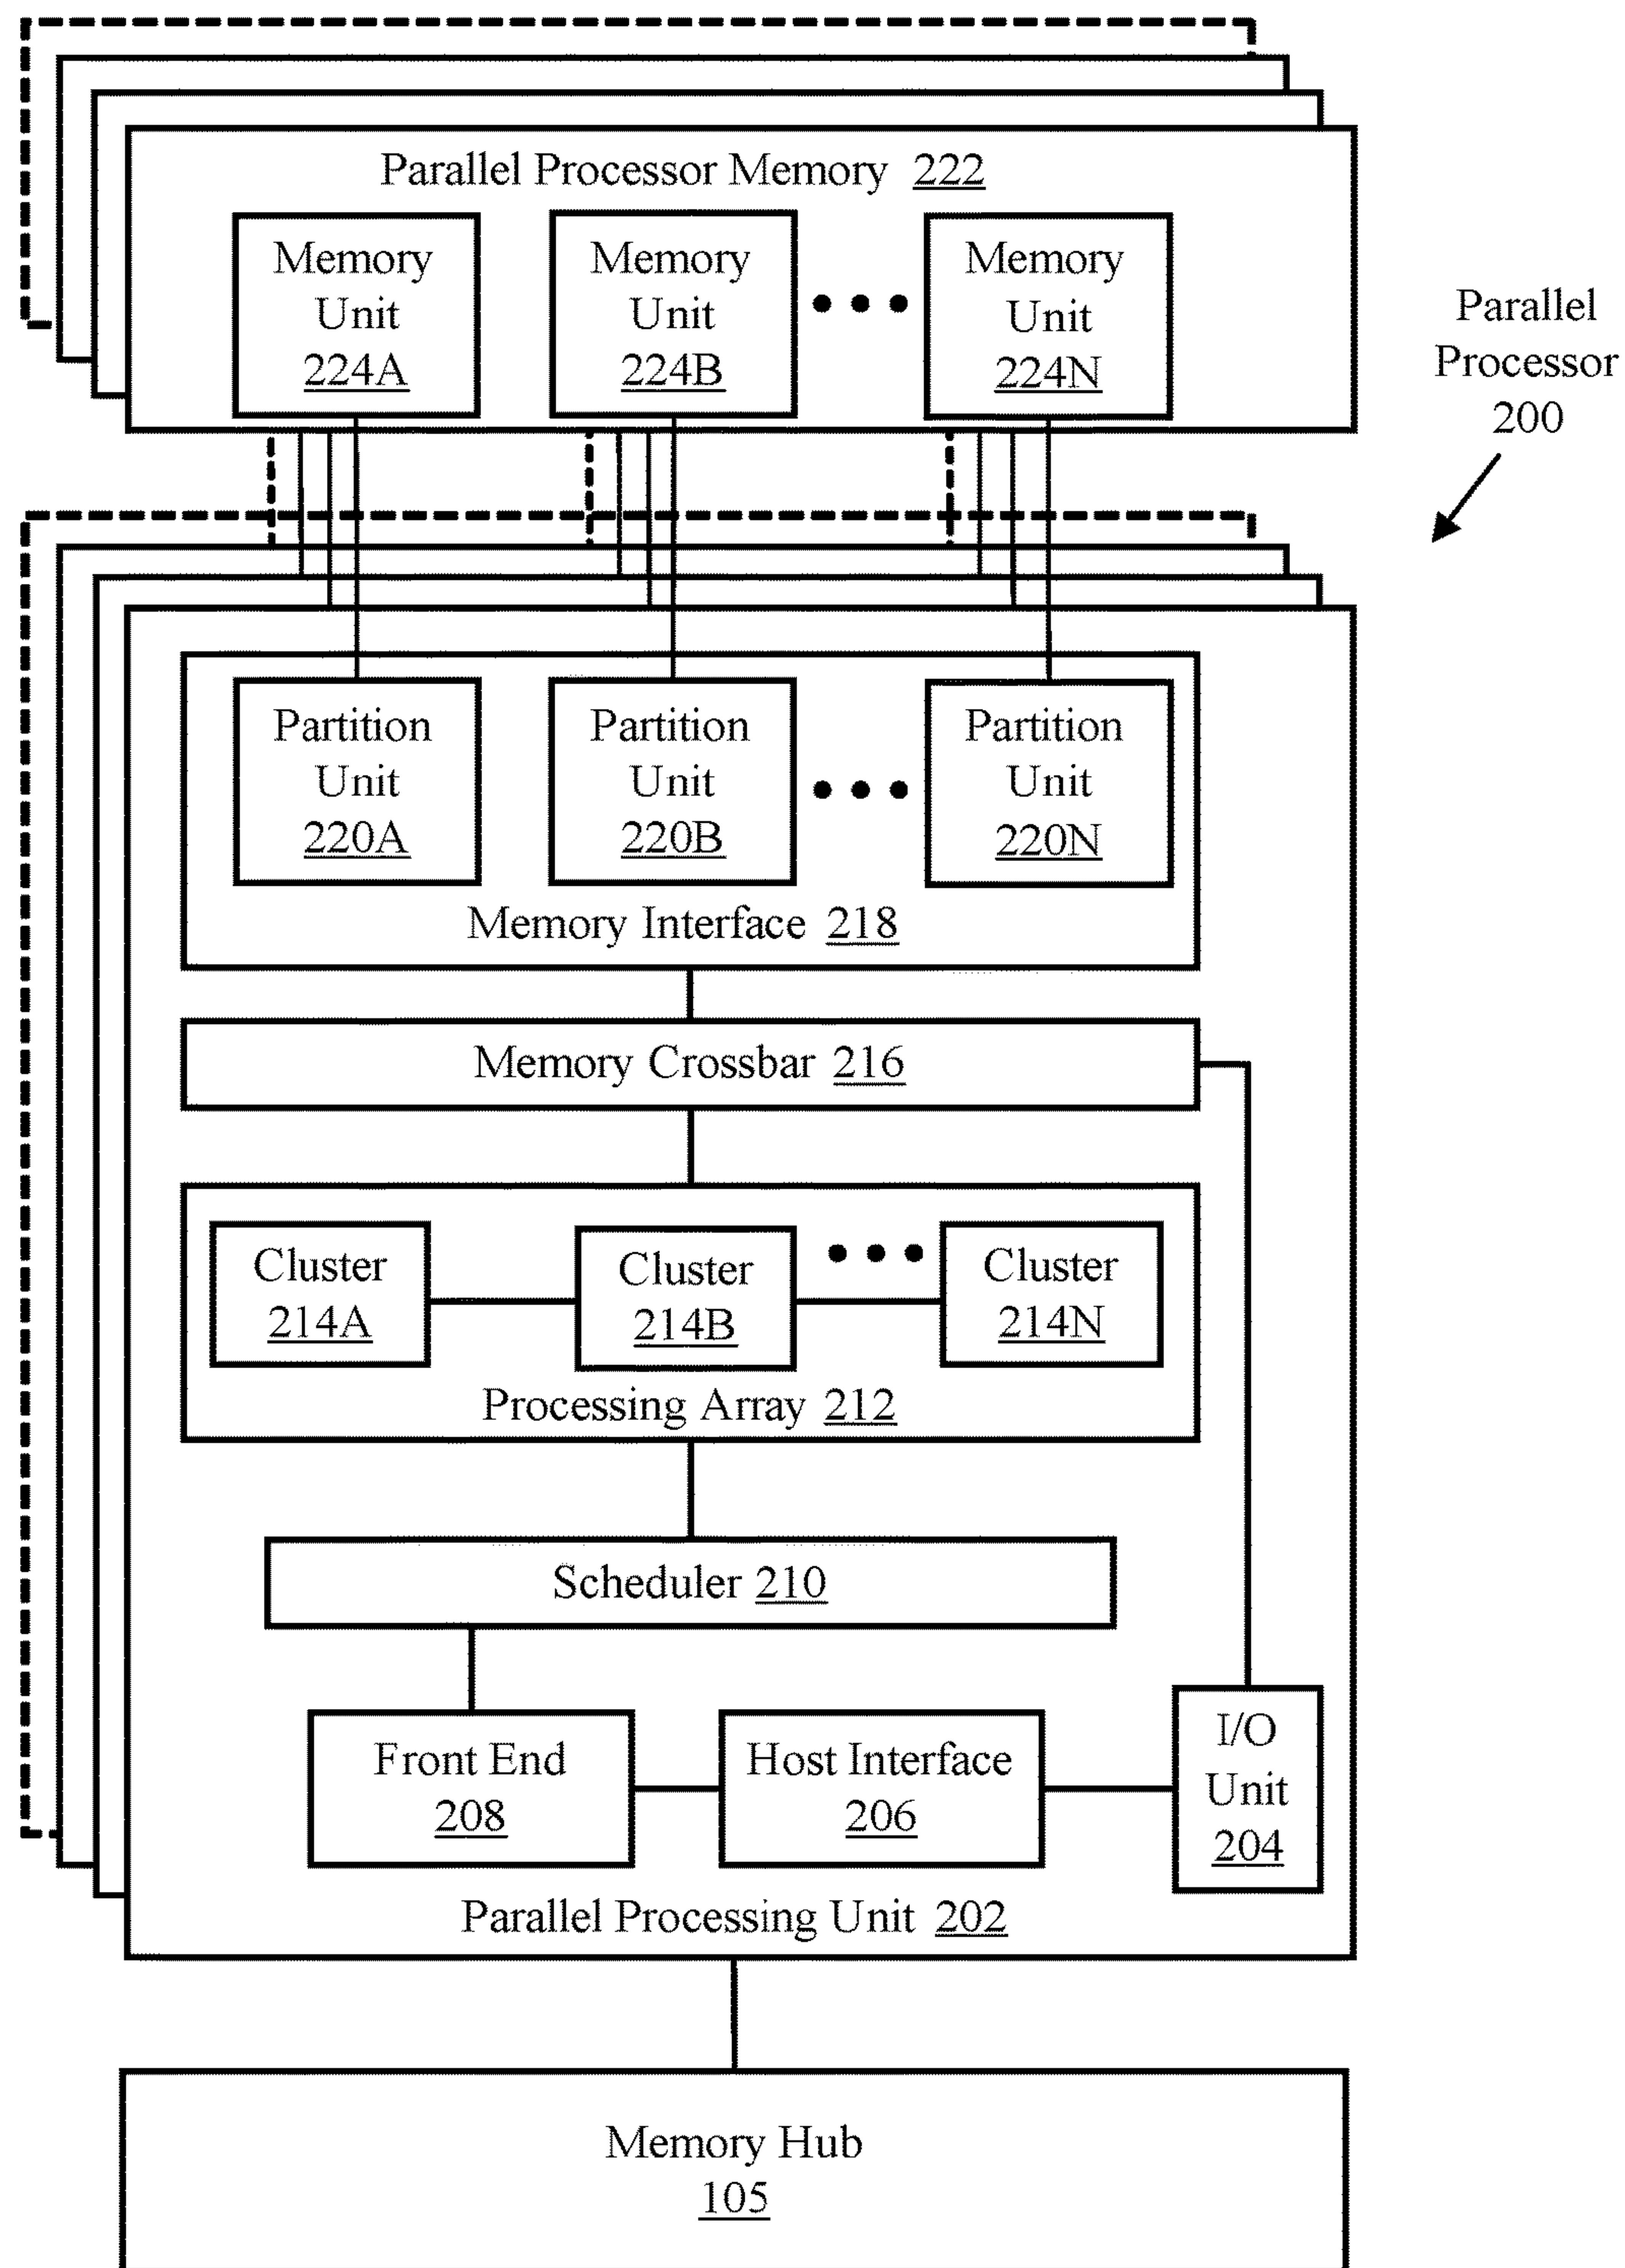 Parallel Processor Memory 222
Memory
Unit
224A
Memory
Unit
224B
Memory
Unit
224N
Parallel
Processor
200
Partition
Unit
220A
Partition
Unit
220B
Partition
Unit
220N
Memory Interface 218
Memory Crossbar 216
Cluster
214A
Cluster
214B
Cluster
214N
Processing Array 212
Scheduler 210
Front End
208
Host Interface
206
I/O
Unit
204
Parallel Processing Unit 202
Memory Hub
105